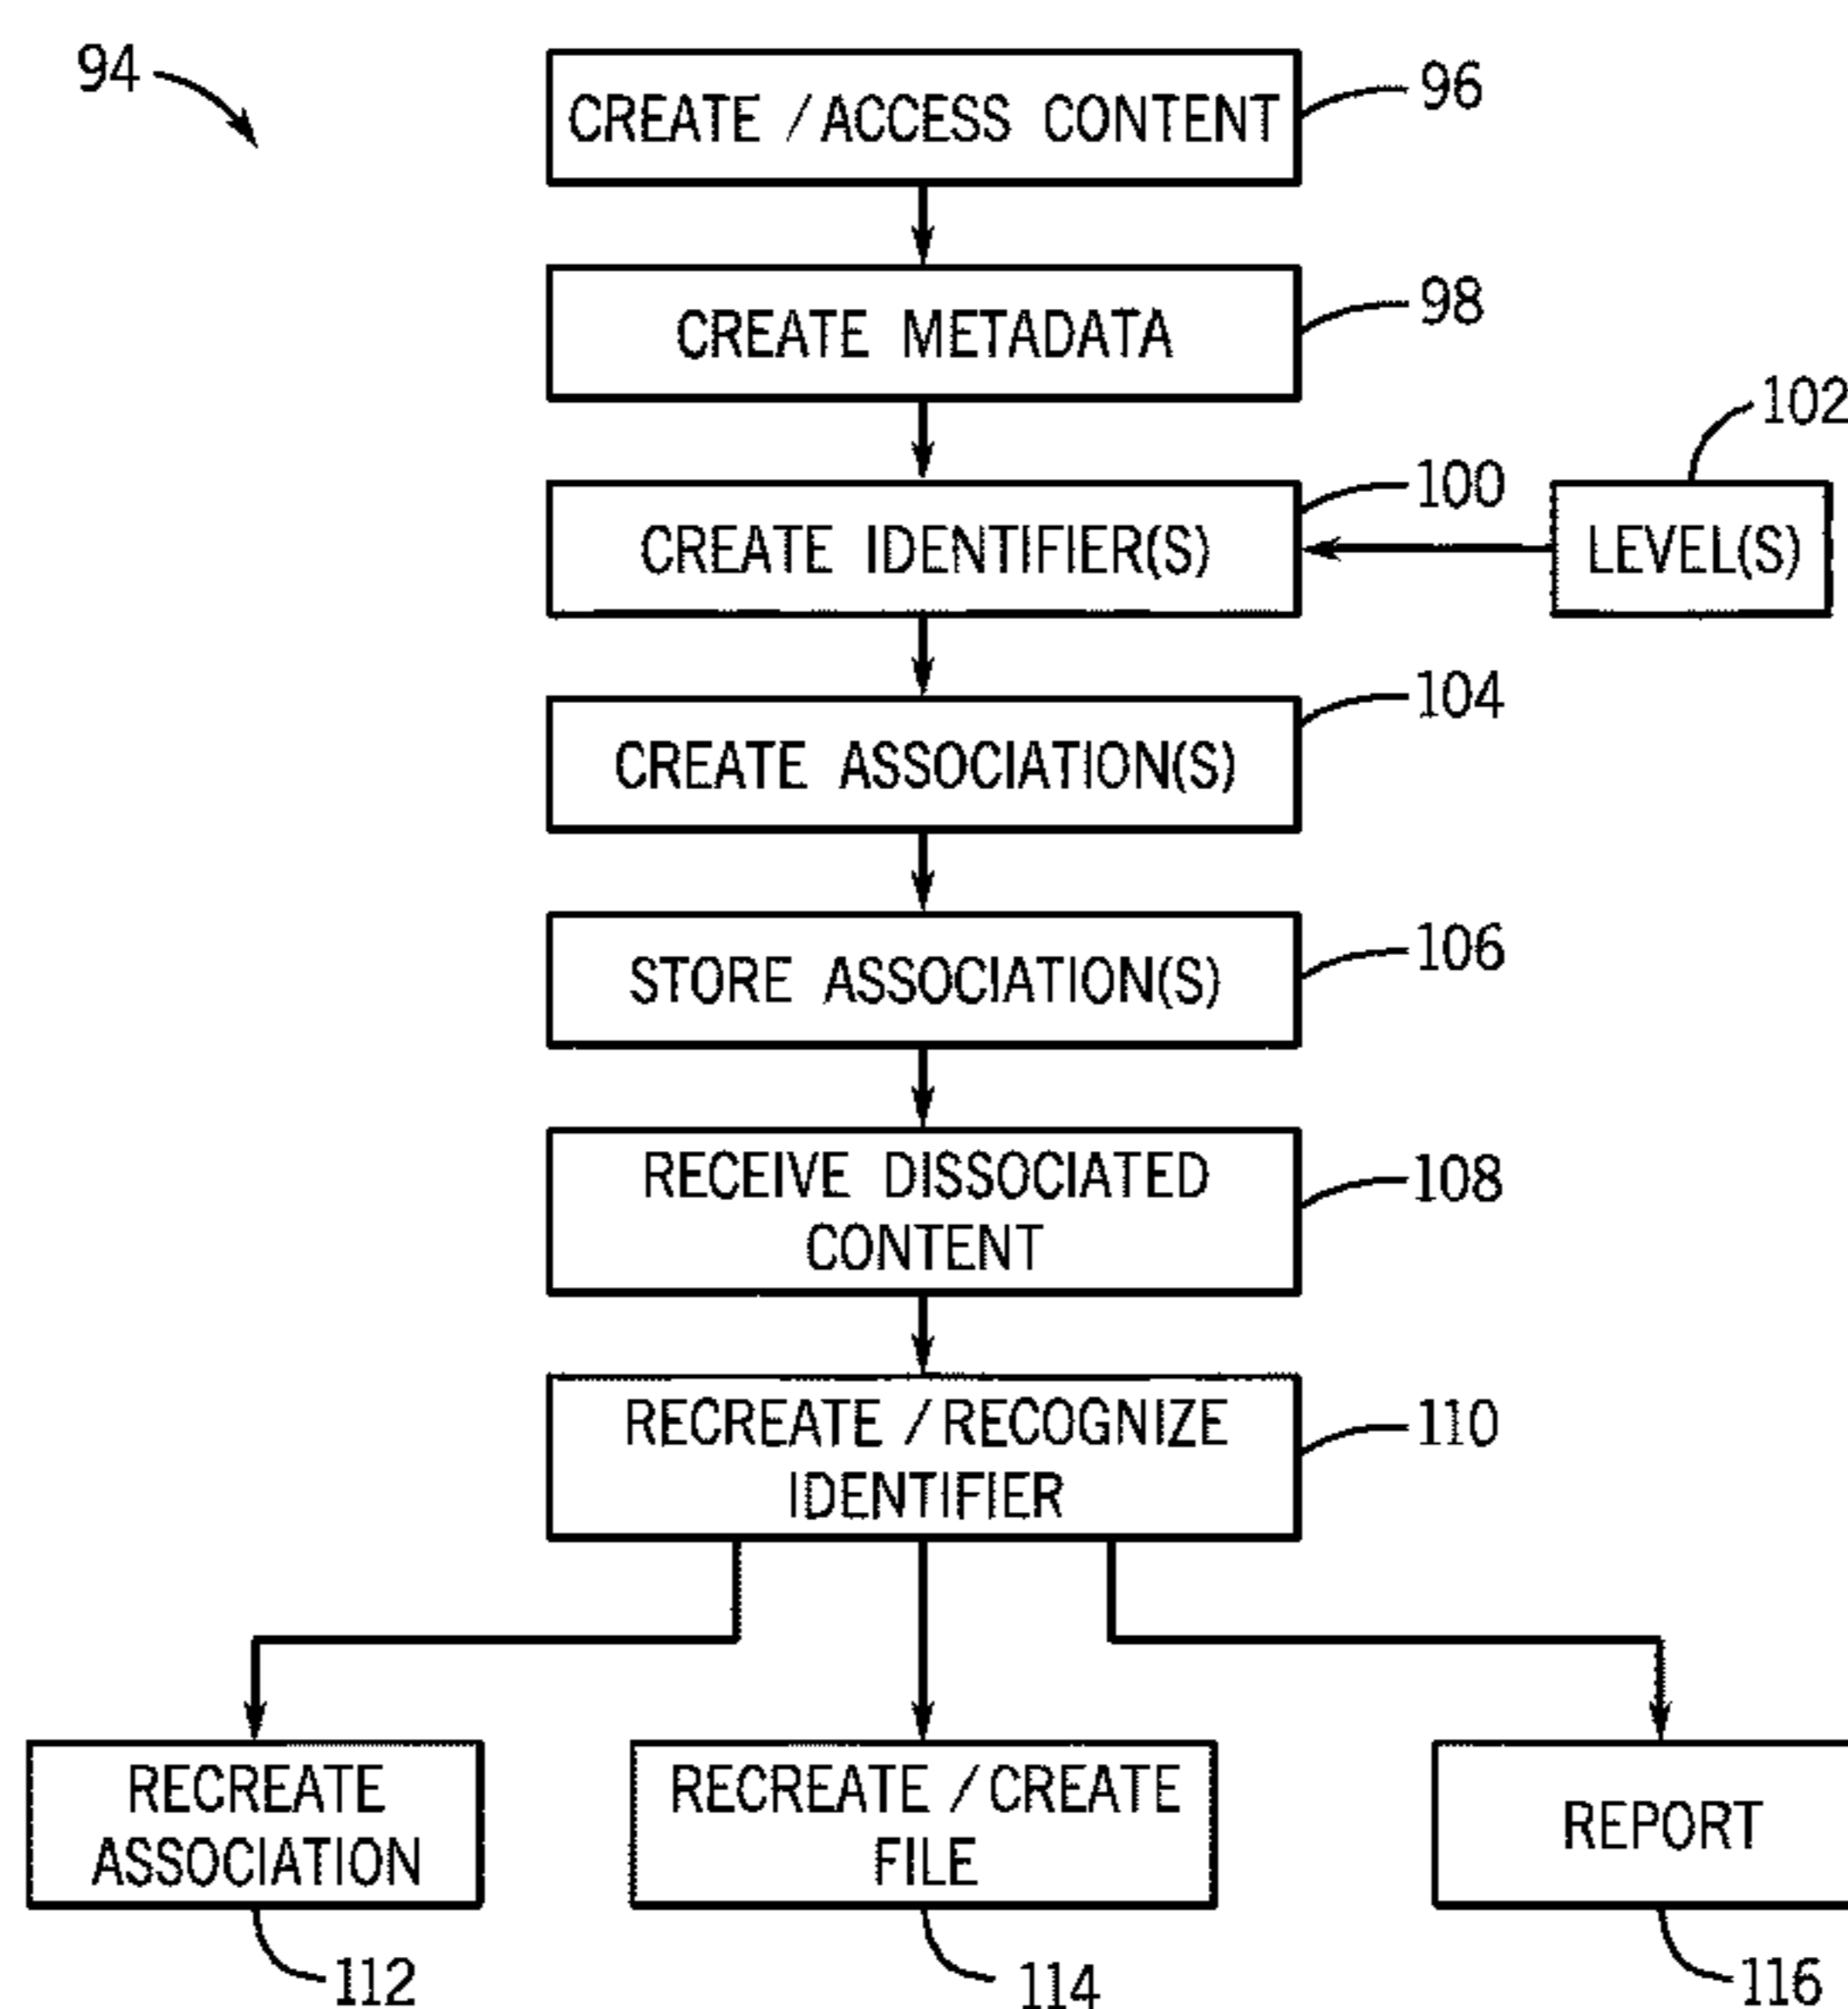 94
CREATE / ACCESS CONTENT
96
CREATE METADATA
98
102
CREATE IDENTIFIER(S)
100
LEVEL(S)
CREATE ASSOCIATION(S)
104
STORE ASSOCIATION(S)
106
RECEIVE DISSOCIATED
CONTENT
108
RECREATE / RECOGNIZE
IDENTIFIER
110
RECREATE
ASSOCIATION
112
RECREATE / CREATE
FILE
114
REPORT
116